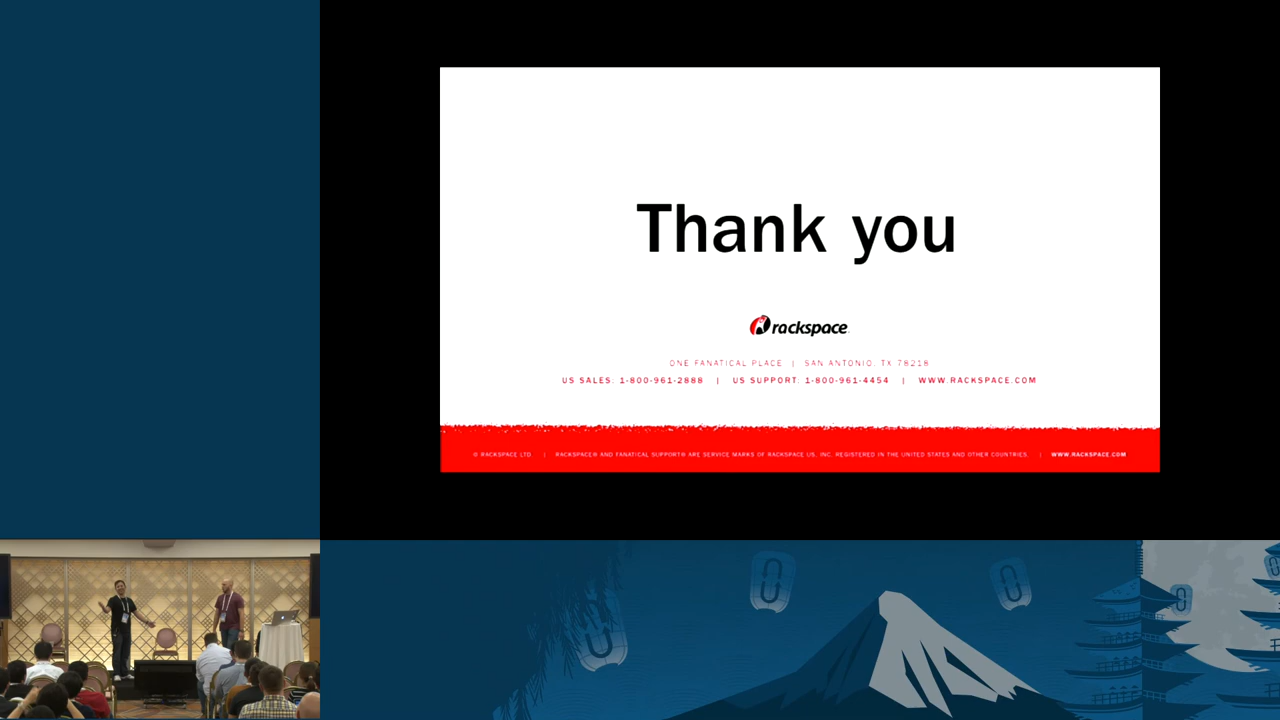 Thank you
rackspace
ONE FANATICAL PLACE | SAN ANTONIO, TX 78218
US SALES: 1-800-961-2888 | US SUPPORT: 1-800-961-4454 | WWW.RACKSPACE.COM
© RACKSPACE LTD. | RACKSPACE® AND FANATICAL SUPPORT® ARE SERVICE MARKS OF RACKSPACE US, INC. REGISTERED IN THE UNITED STATES AND OTHER COUNTRIES. | WWW.RACKSPACE.COM